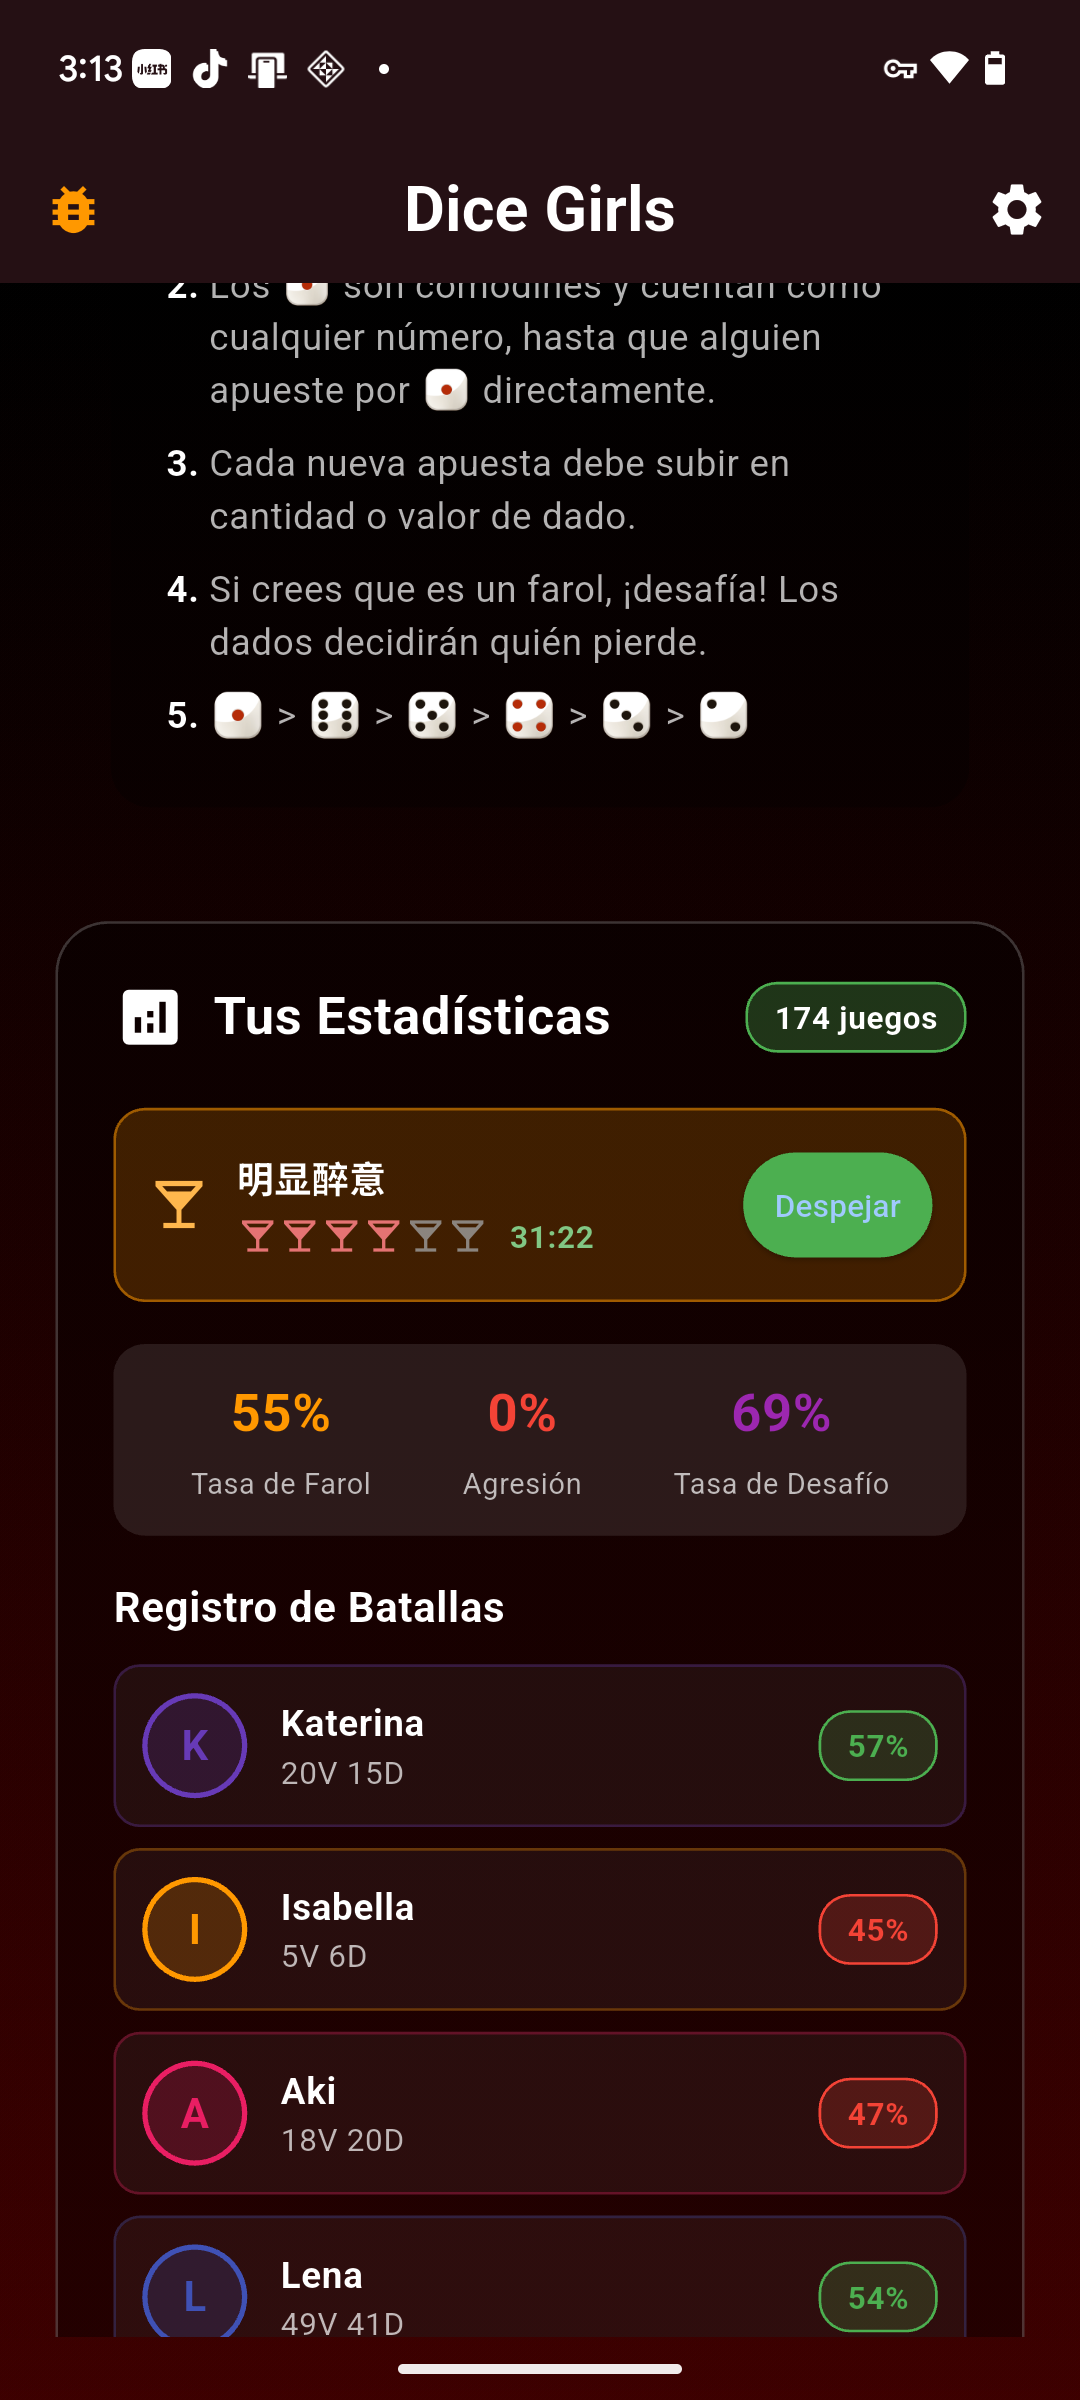 3:13
小红书
Dice Girls
2. Los son comodines y cuentan como
cualquier número, hasta que alguien
apueste por directamente.
3. Cada nueva apuesta debe subir en
cantidad o valor de dado.
4. Si crees que es un farol, ¡desafía! Los
dados decidirán quién pierde.
5. > > > > >
Tus Estadísticas
174 juegos
明显醉意
31:22
Despejar
55% 0% 69%
Tasa de Farol Agresión Tasa de Desafío
Registro de Batallas
K
Katerina
20V 15D
57%
I
Isabella
5V 6D
45%
A
Aki
18V 20D
47%
L
Lena
49V 41D
54%